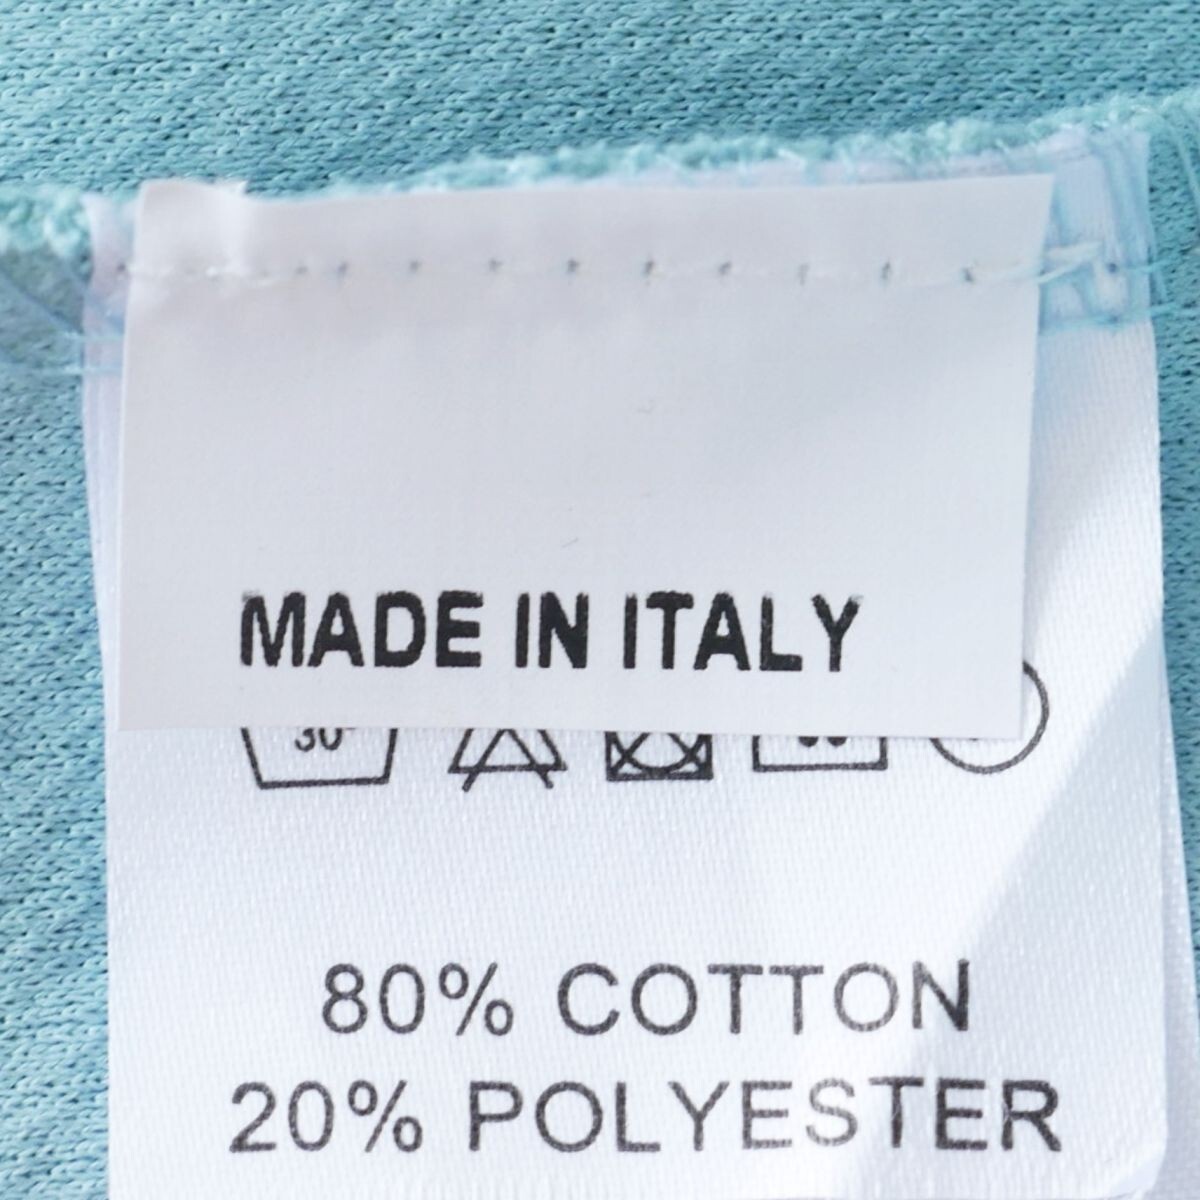 MADE IN ITALY
30°
80% COTTON
20% POLYESTER